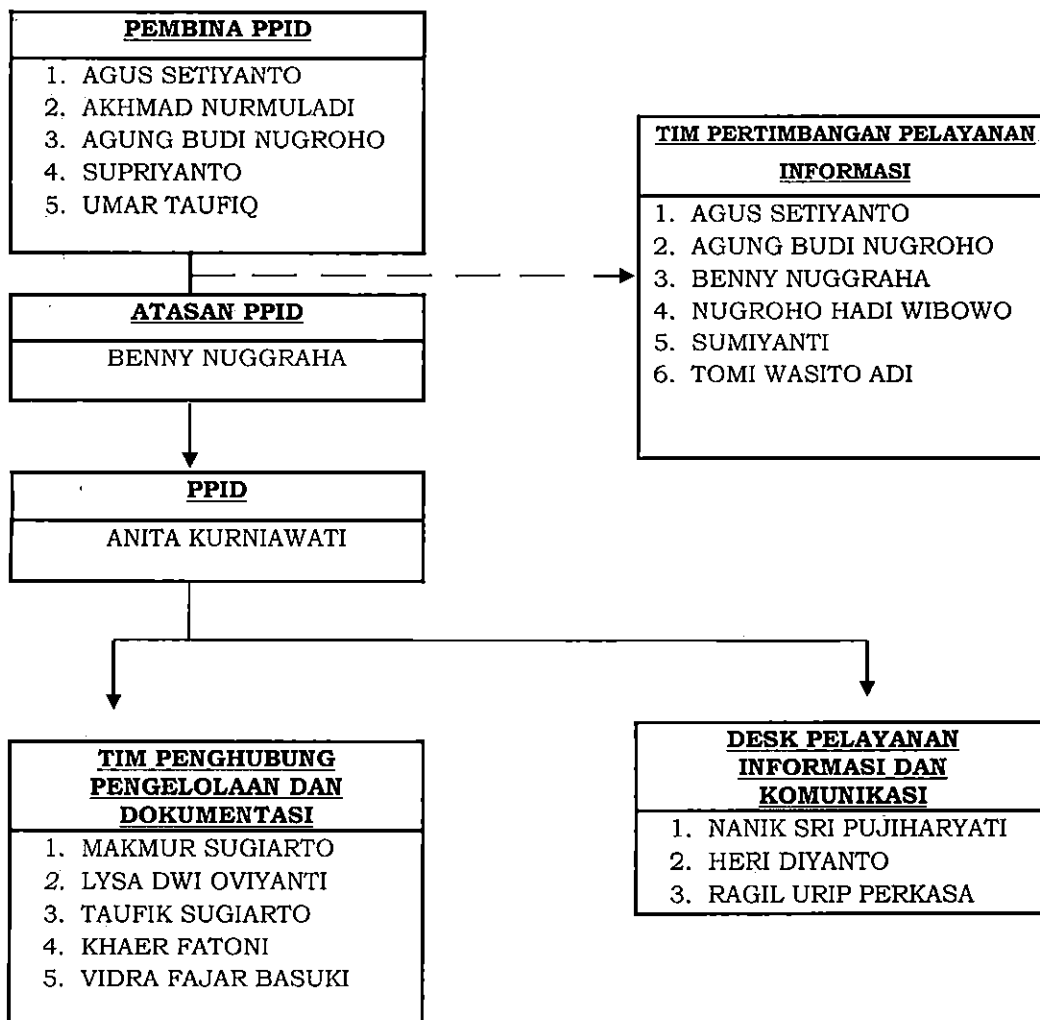 PEMBINA PPID
1. AGUS SETIYANTO
2. AKHMAD NURMULADI
3. AGUNG BUDI NUGROHO
4. SUPRIYANTO
5. UMAR TAUFIQ
TIM PERTIMBANGAN PELAYANAN
INFORMASI
1. AGUS SETIYANTO
2. AGUNG BUDI NUGROHO
3. BENNY NUGGRAHA
4. NUGROHO HADI WIBOWO
5. SUMIYANTI
6. TOMI WASITO ADI
ATASAN PPID
BENNY NUGGRAHA
PPID
ANITA KURNIAWATI
TIM PENGHUBUNG
PENGELOLAAN DAN
DOKUMENTASI
1. MAKMUR SUGIARTO
2. LYSA DWI OVIYANTI
3. TAUFIK SUGIARTO
4. KHAER FATONI
5. VIDRA FAJAR BASUKI
DESK PELAYANAN
INFORMASI DAN
KOMUNIKASI
1. NANIK SRI PUJIHARYATI
2. HERI DIYANTO
3. RAGIL URIP PERKASA